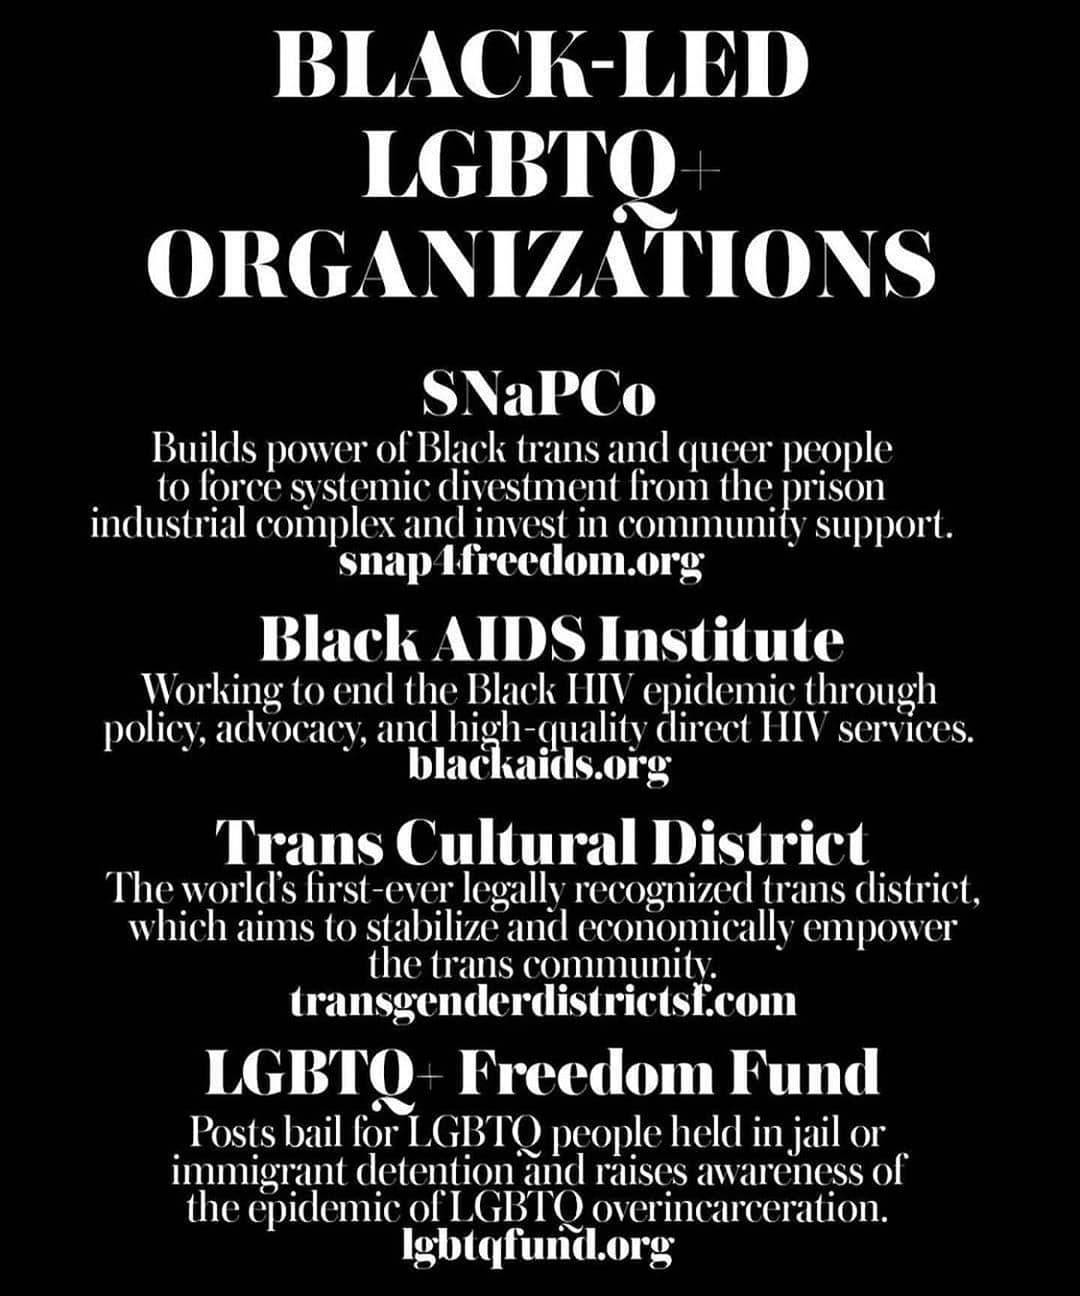 BLACK-LED
LGBTQ+
ORGANIZATIONS
SNaPCo
Builds power of Black trans and queer people
to force systemic divestment from the prison
industrial complex and invest in community support.
snap4freedom.org
Black AIDS Institute
Working to end the Black HIV epidemic through
policy, advocacy, and high-quality direct HIV services.
blackaids.org
Trans Cultural District
The world's first-ever legally recognized trans district,
which aims to stabilize and economically empower
the trans community.
transgenderdistrictsf.com
LGBTQ+ Freedom Fund
Posts bail for LGBTQ people held in jail or
immigrant detention and raises awareness of
the epidemic of LGBTQ overincarceration.
lgbtqfund.org